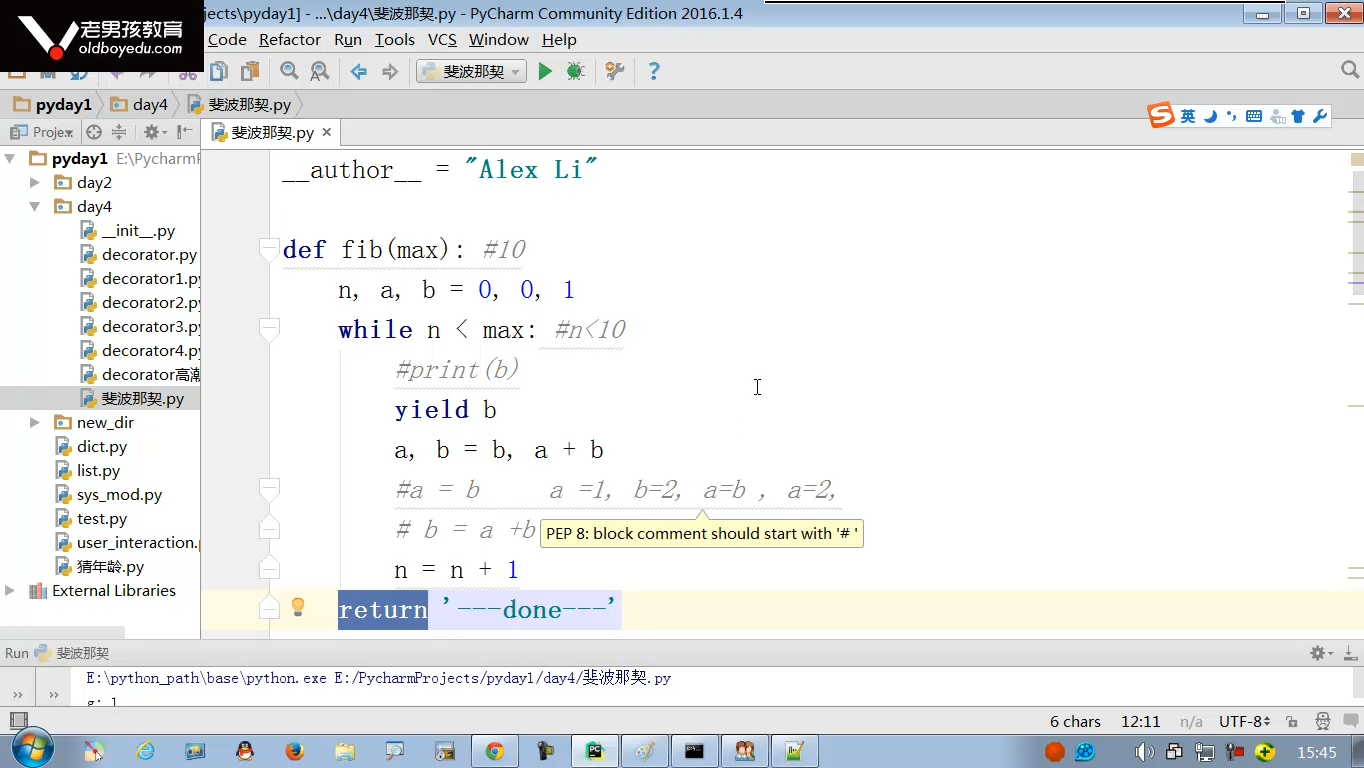 老男孩教育
oldboyedu.com
jects\pyday1] - ...\day4\斐波那契.py - PyCharm Community Edition 2016.1.4
Code Refactor Run Tools VCS Window Help
斐波那契
pyday1 day4 斐波那契.py
英
Proje
斐波那契.py
pyday1 E:\PycharmP
day2
day4
__init__.py
decorator.py
decorator1.py
decorator2.py
decorator3.py
decorator4.py
decorator高潮
斐波那契.py
new_dir
dict.py
list.py
sys_mod.py
test.py
user_interaction.p
猜年龄.py
External Libraries
__author__ = "Alex Li"
def fib(max): #10
n, a, b = 0, 0, 1
while n < max: #n<10
#print(b)
yield b
a, b = b, a + b
#a = b a =1, b=2, a=b , a=2,
# b = a +b
PEP 8: block comment should start with '# '
n = n + 1
return '---done---'
Run 斐波那契
E:\python_path\base\python.exe E:/PycharmProjects/pyday1/day4/斐波那契.py
g: 1
6 chars 12:11 n/a UTF-8
15:45